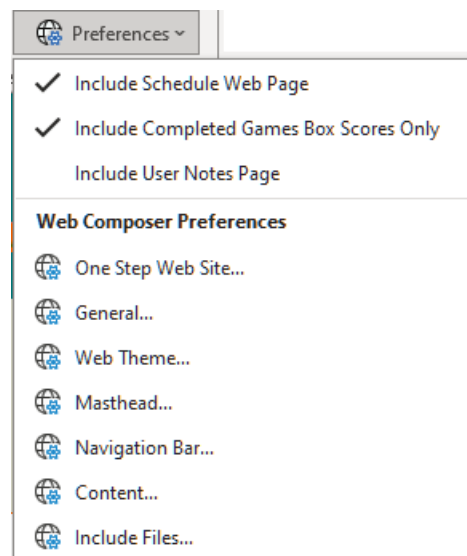 Preferences
Include Schedule Web Page
Include Completed Games Box Scores Only
Include User Notes Page
Web Composer Preferences
One Step Web Site...
General...
Web Theme...
Masthead...
Navigation Bar...
Content...
Include Files...